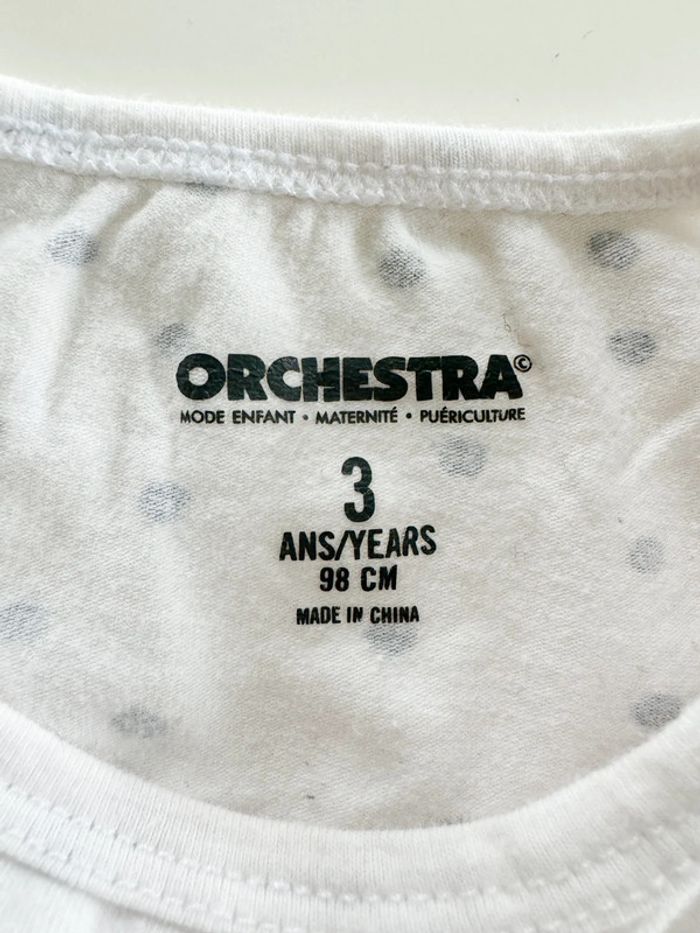 ORCHESTRA©
MODE ENFANT • MATERNITÉ • PUÉRICULTURE
3
ANS/YEARS
98 CM
MADE IN CHINA